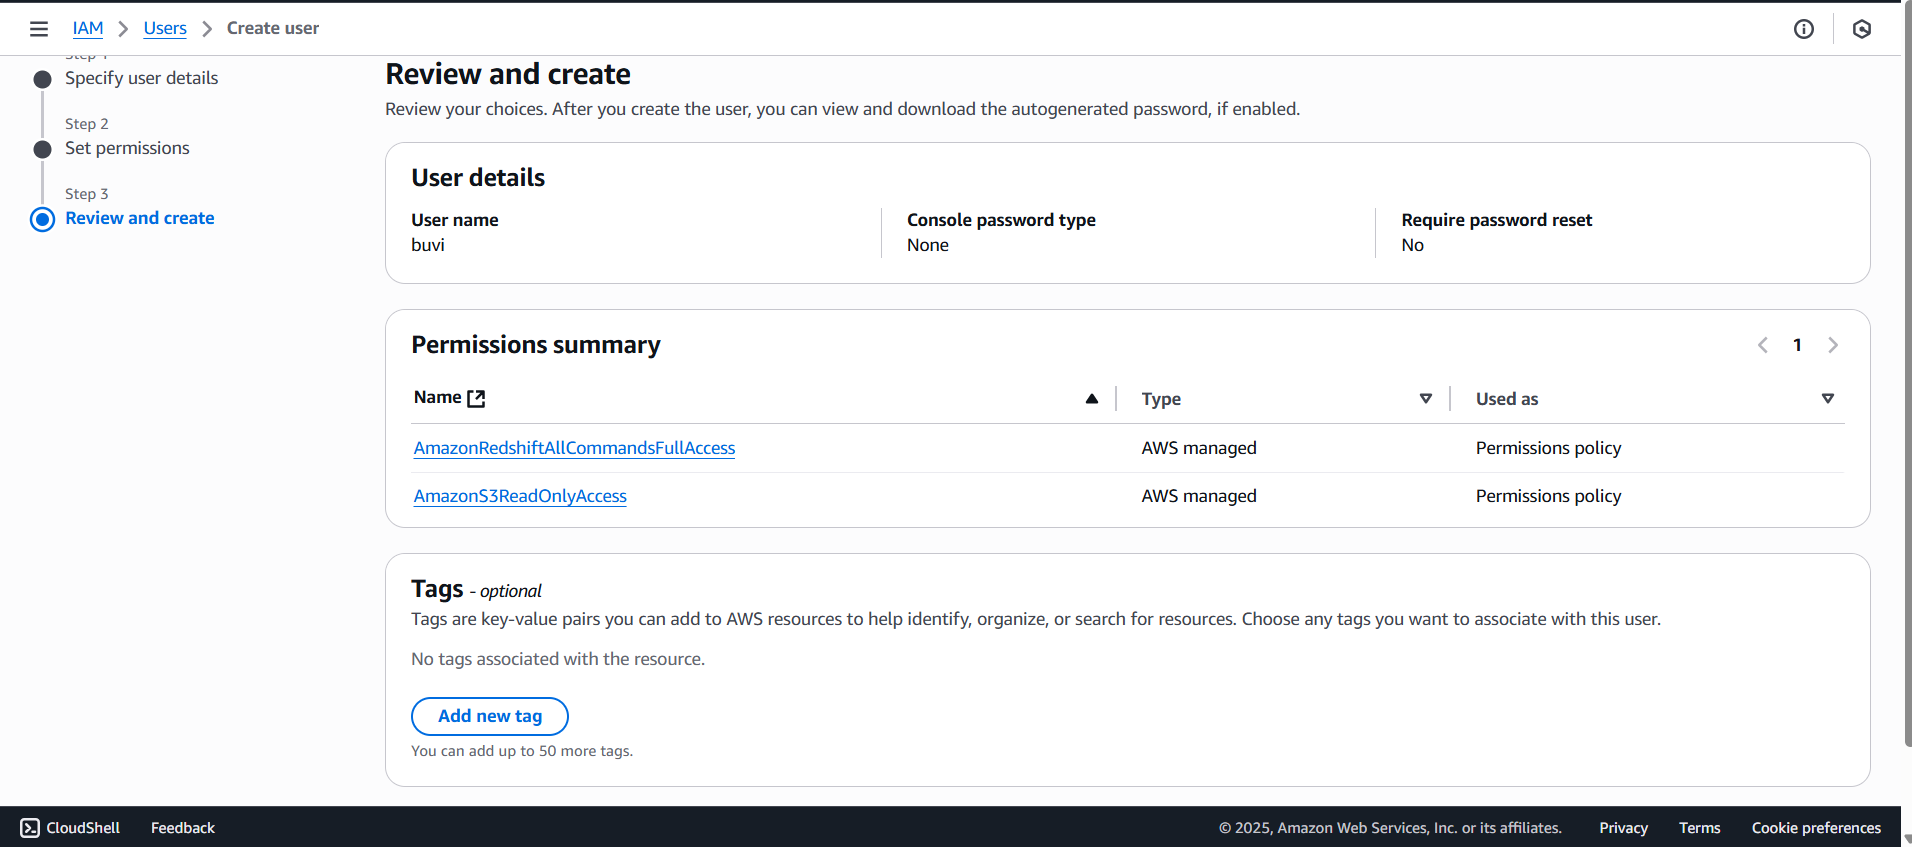 IAM > Users > Create user
Step 1
Specify user details
Step 2
Set permissions
Step 3
Review and create
Review and create
Review your choices. After you create the user, you can view and download the autogenerated password, if enabled.
User details
User name
buvi
Console password type
None
Require password reset
No
Permissions summary
1
Name Type Used as
AmazonRedshiftAllCommandsFullAccess AWS managed Permissions policy
AmazonS3ReadOnlyAccess AWS managed Permissions policy
Tags - optional
Tags are key-value pairs you can add to AWS resources to help identify, organize, or search for resources. Choose any tags you want to associate with this user.
No tags associated with the resource.
Add new tag
You can add up to 50 more tags.
CloudShell Feedback © 2025, Amazon Web Services, Inc. or its affiliates. Privacy Terms Cookie preferences